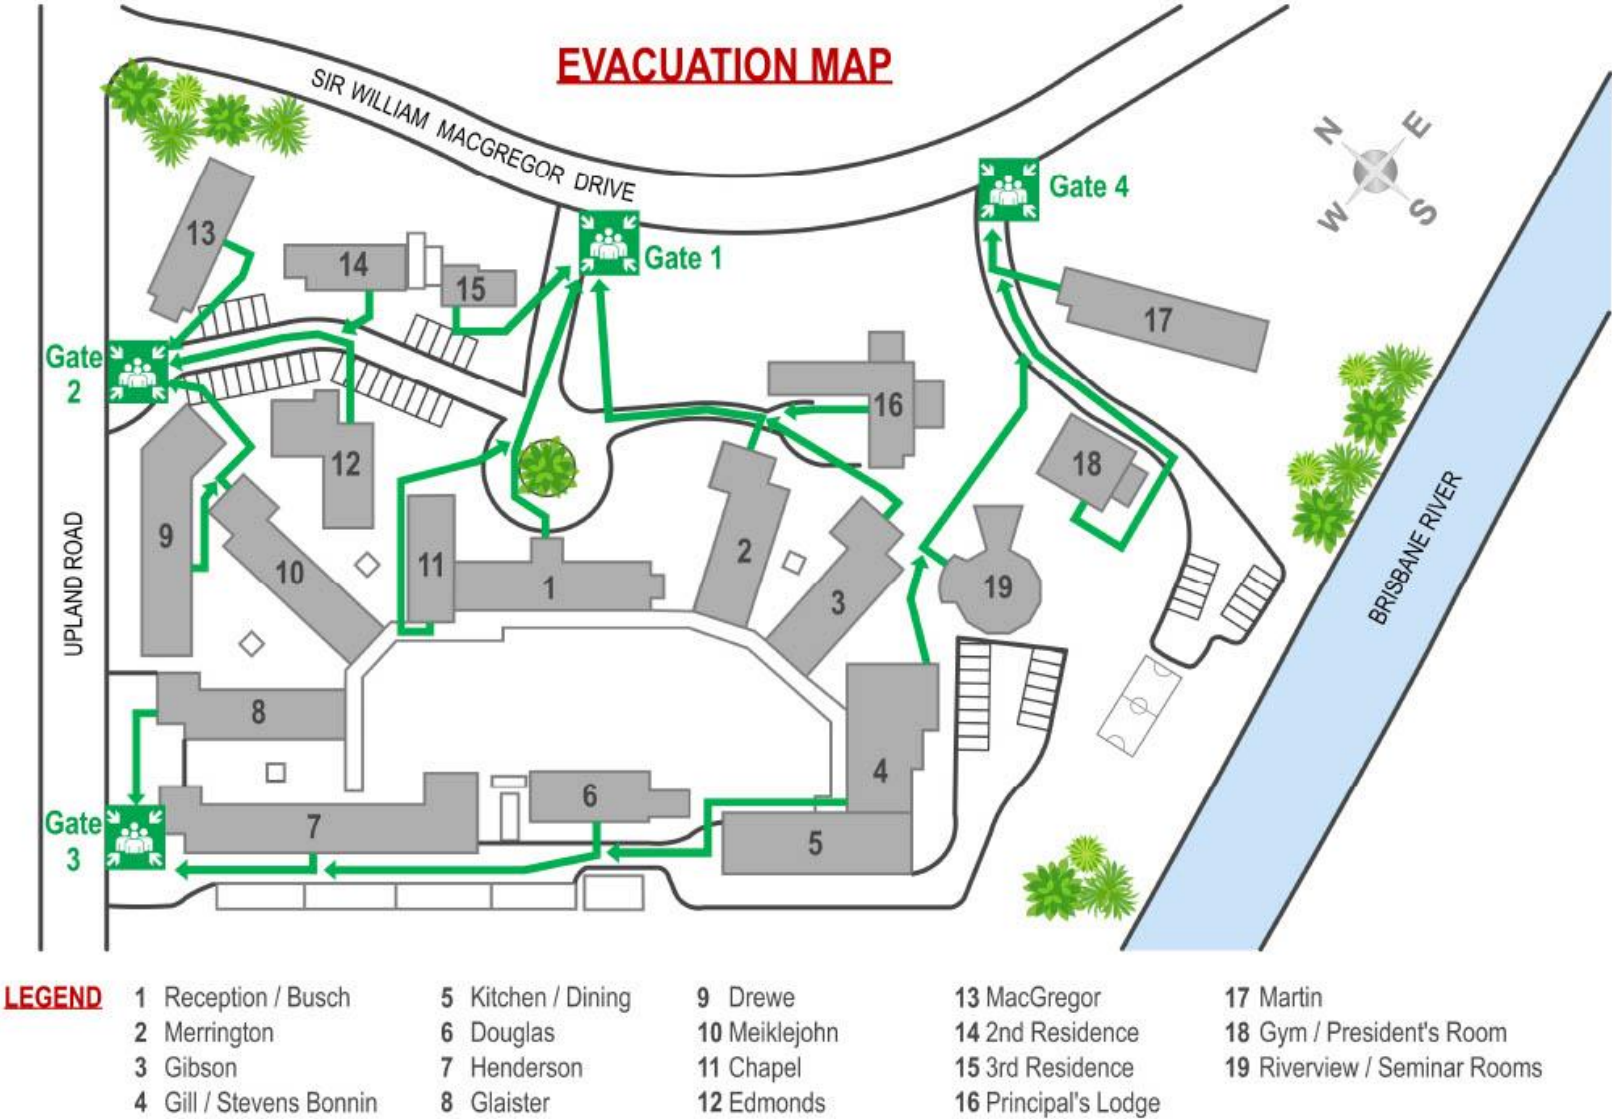 EVACUATION MAP
SIR WILLIAM MACGREGOR DRIVE
N
E
W
S
Gate 4
Gate 1
13
14
15
17
Gate
2
16
12
18
9
10
11
1
2
3
19
UPLAND ROAD
BRISBANE RIVER
8
4
6
7
5
Gate
3
LEGEND
1 Reception / Busch
2 Merrington
3 Gibson
4 Gill / Stevens Bonnin
5 Kitchen / Dining
6 Douglas
7 Henderson
8 Glaister
9 Drewe
10 Meiklejohn
11 Chapel
12 Edmonds
13 MacGregor
14 2nd Residence
15 3rd Residence
16 Principal's Lodge
17 Martin
18 Gym / President's Room
19 Riverview / Seminar Rooms